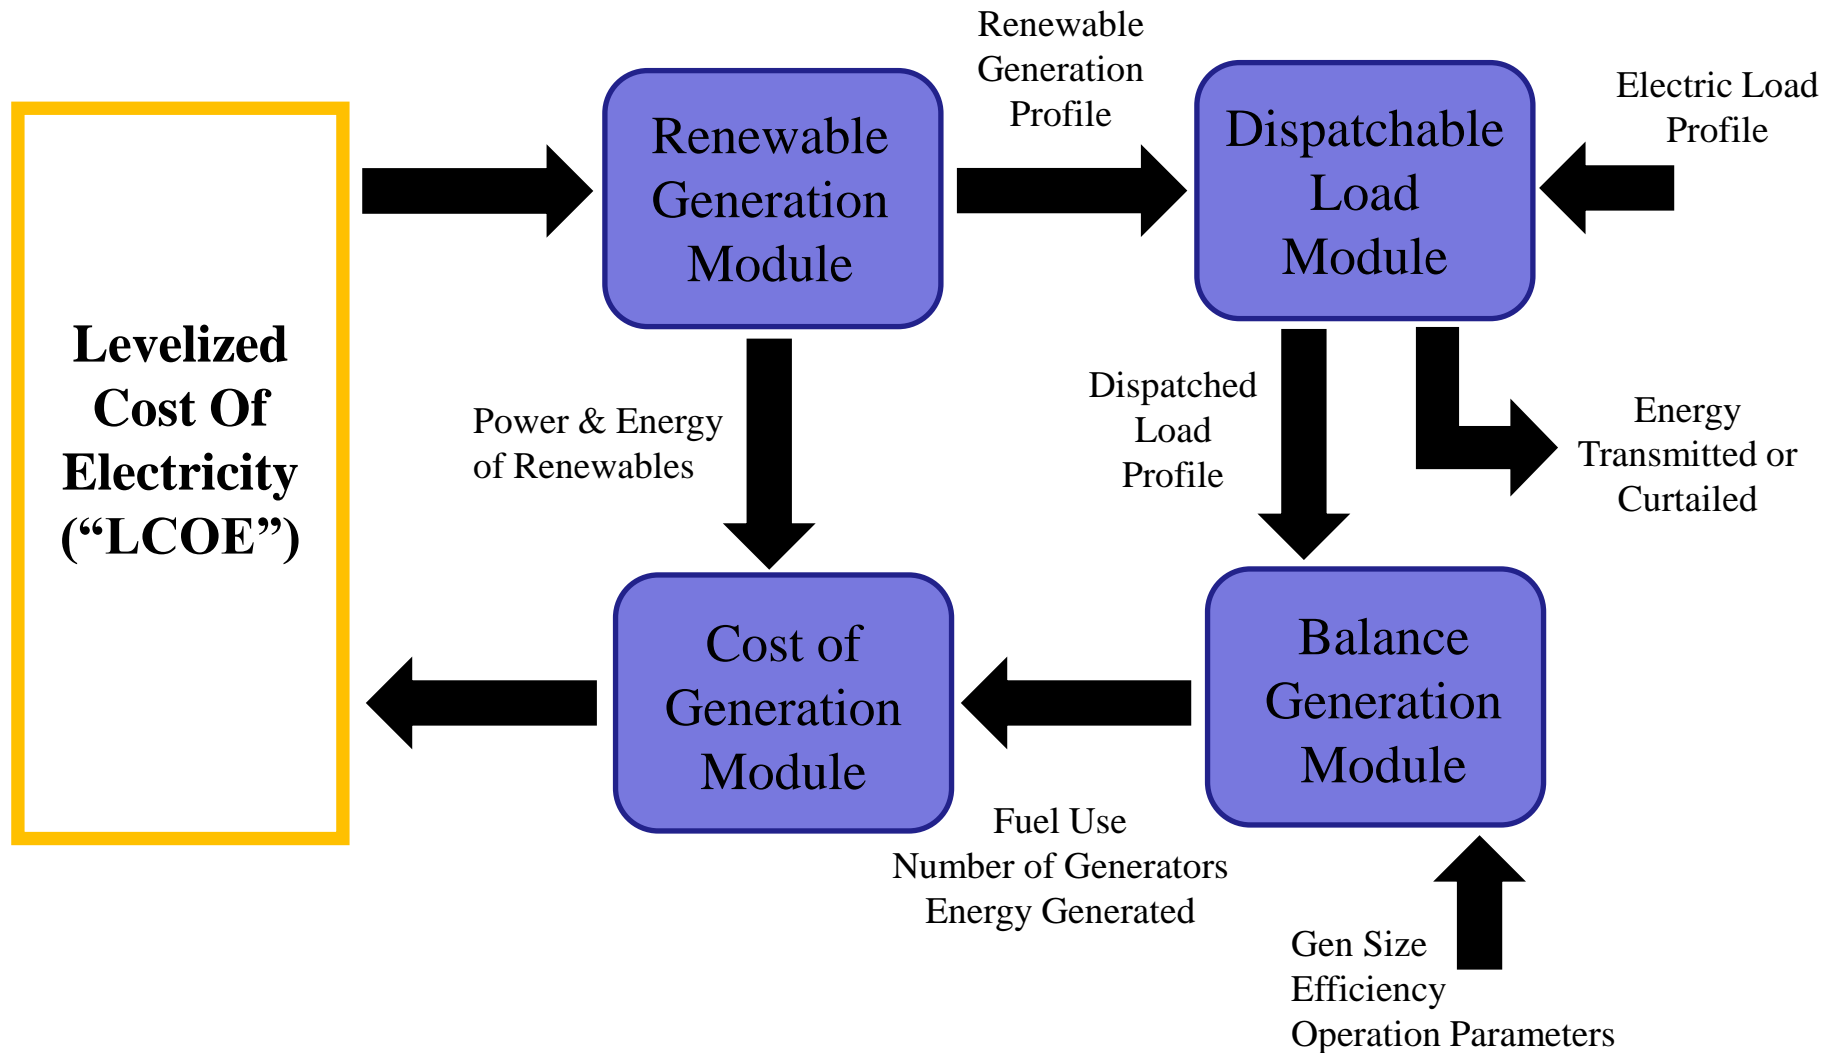 Levelized
Cost Of
Electricity
(“LCOE”)
Renewable
Generation
Module
Renewable
Generation
Profile
Dispatchable
Load
Module
Electric Load
Profile
Power & Energy
of Renewables
Dispatched
Load
Profile
Energy
Transmitted or
Curtailed
Cost of
Generation
Module
Balance
Generation
Module
Fuel Use
Number of Generators
Energy Generated
Gen Size
Efficiency
Operation Parameters